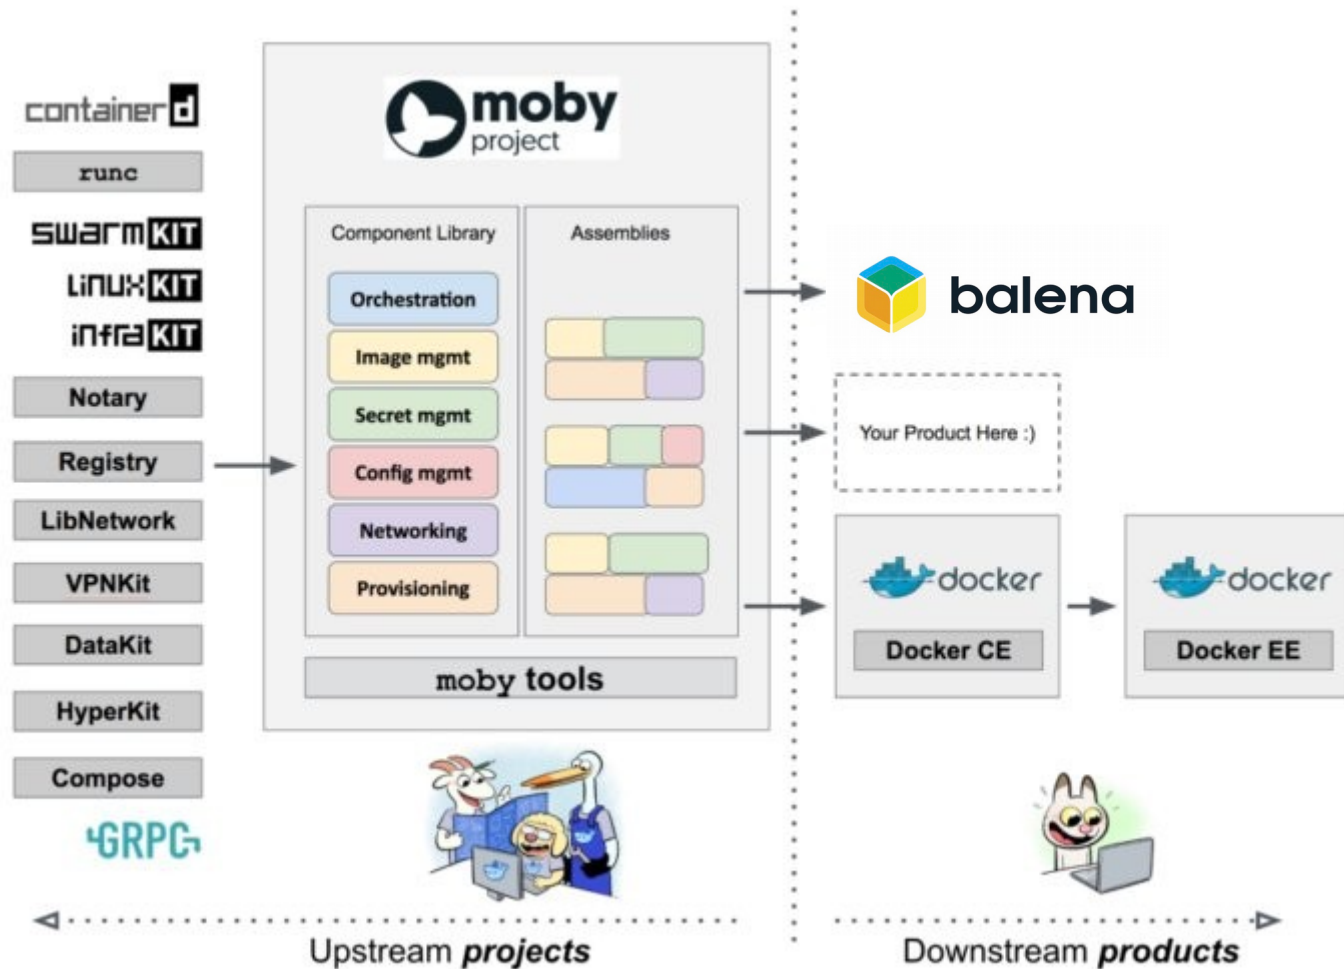 containerd
runc
swarmKIT
LinuxKIT
infraKIT
Notary
Registry
LibNetwork
VPNKit
DataKit
HyperKit
Compose
GRPC
moby
project
Component Library
Orchestration
Image mgmt
Secret mgmt
Config mgmt
Networking
Provisioning
Assemblies
moby tools
balena
Your Product Here :)
docker
Docker CE
docker
Docker EE
Upstream projects
Downstream products